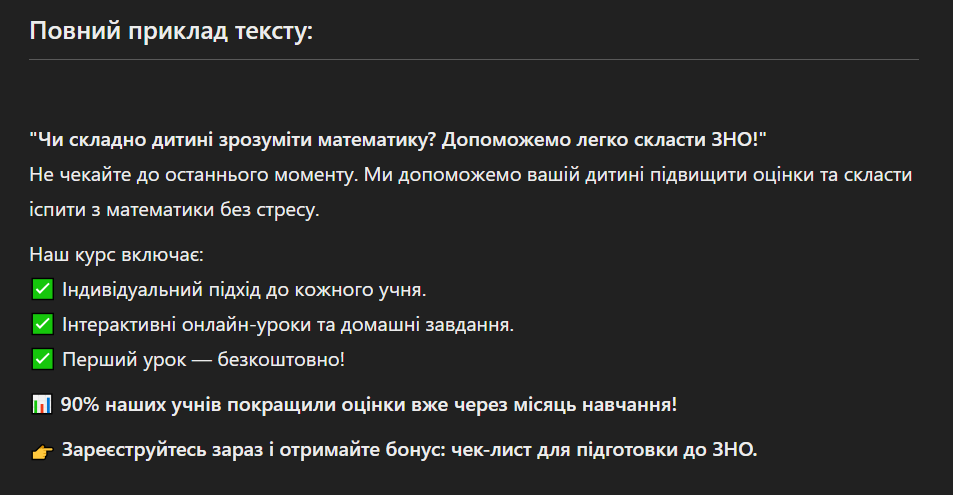 Повний приклад тексту:
"Чи складно дитині зрозуміти математику? Допоможемо легко скласти ЗНО!"
Не чекайте до останнього моменту. Ми допоможемо вашій дитині підвищити оцінки та скласти
іспити з математики без стресу.
Наш курс включає:
✅ Індивідуальний підхід до кожного учня.
✅ Інтерактивні онлайн-уроки та домашні завдання.
✅ Перший урок — безкоштовно!
📊 90% наших учнів покращили оцінки вже через місяць навчання!
👉 Зареєструйтесь зараз і отримайте бонус: чек-лист для підготовки до ЗНО.